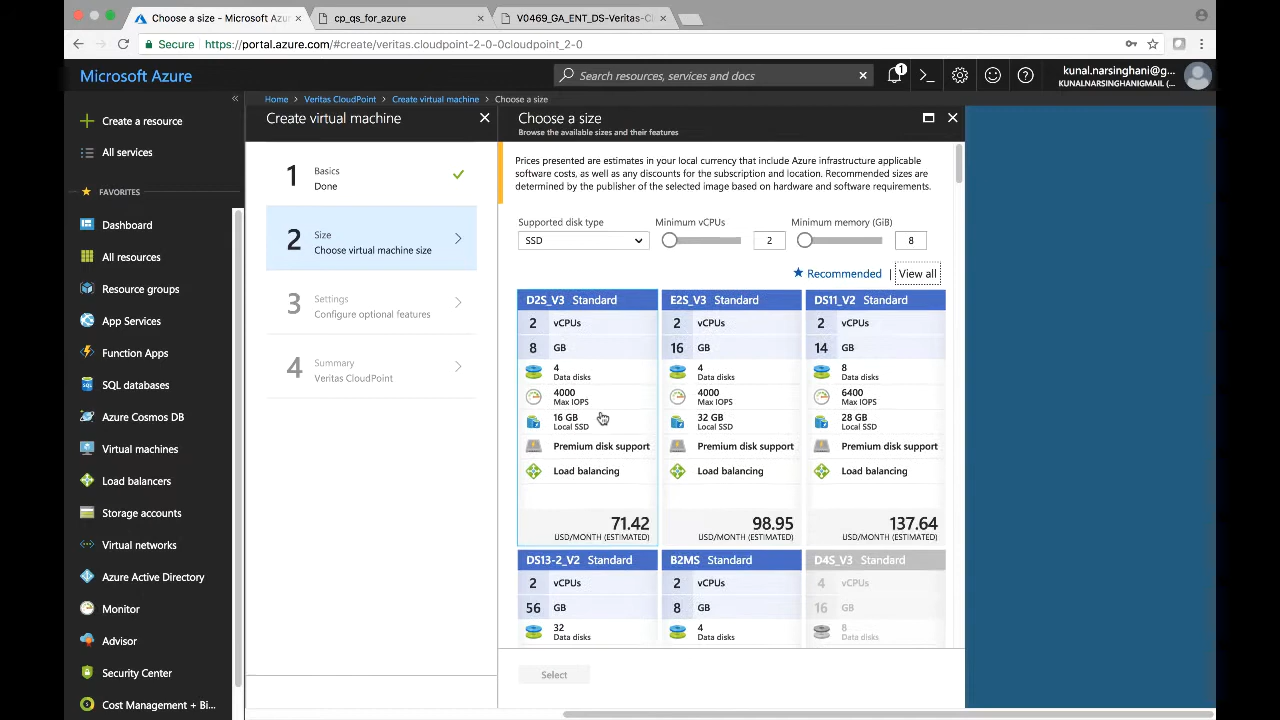 Choose a size - Microsoft Azu
cp_qs_for_azure
V0469_GA_ENT_DS-Veritas-Cl
Secure
https://portal.azure.com/#create/veritas.cloudpoint-2-0-0cloudpoint_2-0
Microsoft Azure
Search resources, services and docs
1
kunal.narsinghani@g...
KUNALNARSINGHANIGMAIL (...
Home > Veritas CloudPoint > Create virtual machine > Choose a size
Create a resource
All services
FAVORITES
Dashboard
All resources
Resource groups
App Services
Function Apps
SQL databases
Azure Cosmos DB
Virtual machines
Load balancers
Storage accounts
Virtual networks
Azure Active Directory
Monitor
Advisor
Security Center
Cost Management + Bi...
Create virtual machine
1
Basics
Done
2
Size
Choose virtual machine size
3
Settings
Configure optional features
4
Summary
Veritas CloudPoint
Choose a size
Browse the available sizes and their features
Prices presented are estimates in your local currency that include Azure infrastructure applicable
software costs, as well as any discounts for the subscription and location. Recommended sizes are
determined by the publisher of the selected image based on hardware and software requirements.
Supported disk type
SSD
Minimum vCPUs
2
Minimum memory (GiB)
8
Recommended | View all
D2S_V3 Standard
2 vCPUs
8 GB
4
Data disks
4000
Max IOPS
16 GB
Local SSD
Premium disk support
Load balancing
71.42
USD/MONTH (ESTIMATED)
E2S_V3 Standard
2 vCPUs
16 GB
4
Data disks
4000
Max IOPS
32 GB
Local SSD
Premium disk support
Load balancing
98.95
USD/MONTH (ESTIMATED)
DS11_V2 Standard
2 vCPUs
14 GB
8
Data disks
6400
Max IOPS
28 GB
Local SSD
Premium disk support
Load balancing
137.64
USD/MONTH (ESTIMATED)
DS13-2_V2 Standard
2 vCPUs
56 GB
32
Data disks
B2MS Standard
2 vCPUs
8 GB
4
Data disks
D4S_V3 Standard
4 vCPUs
16 GB
8
Data disks
Select